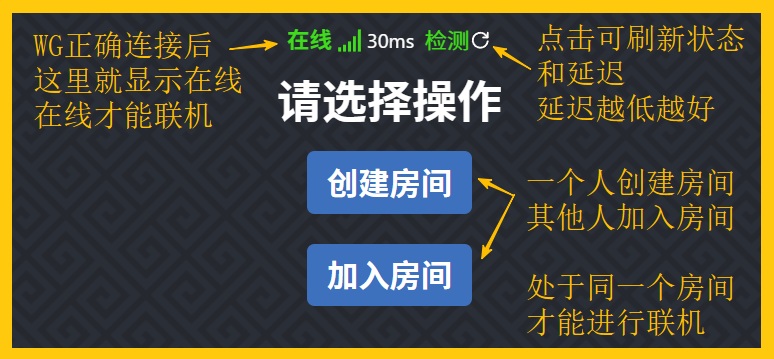 WG正确连接后
这里就显示在线
在线才能联机
在线 30ms 检测
点击可刷新状态
和延迟
延迟越低越好
请选择操作
创建房间
一个人创建房间
其他人加入房间
加入房间
处于同一个房间
才能进行联机